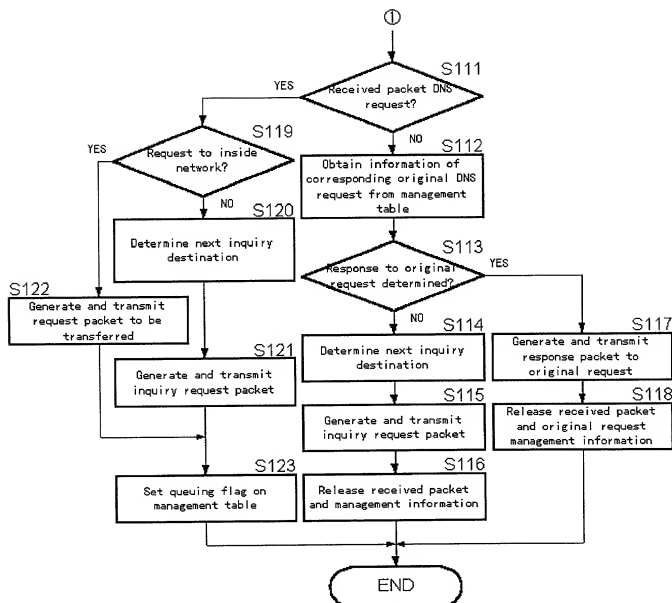 ①
S111
YES
Received packet DNS
request?
S119
YES
NO
S112
Request to inside
network?
Obtain information of
corresponding original DNS
request from management
table
S120
NO
Determine next inquiry
destination
S113
YES
Response to original
request determined?
S122
Generate and transmit
request packet to be
transferred
NO
S114
S117
Determine next inquiry
destination
Generate and transmit
response packet to
original request
S121
Generate and transmit
inquiry request packet
S115
S118
Generate and transmit
inquiry request packet
Release received packet
and original request
management information
S123
S116
Set queuing flag on
management table
Release received packet
and management information
END